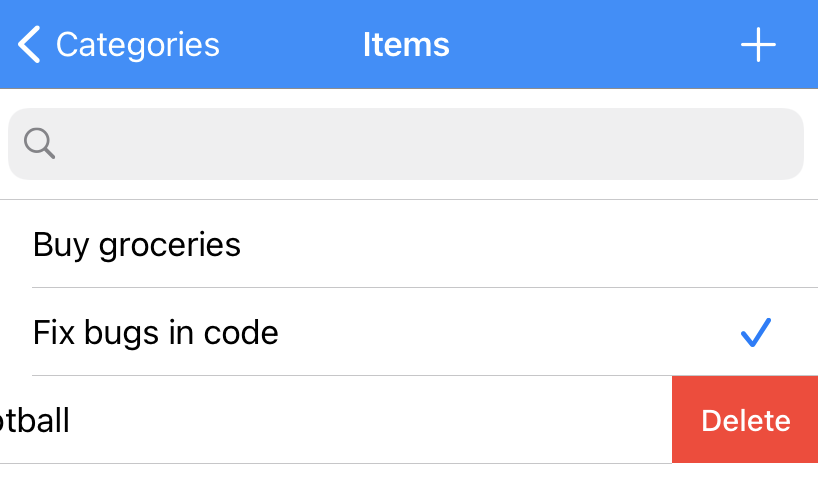 Categories Items +
Buy groceries
Fix bugs in code
otball Delete